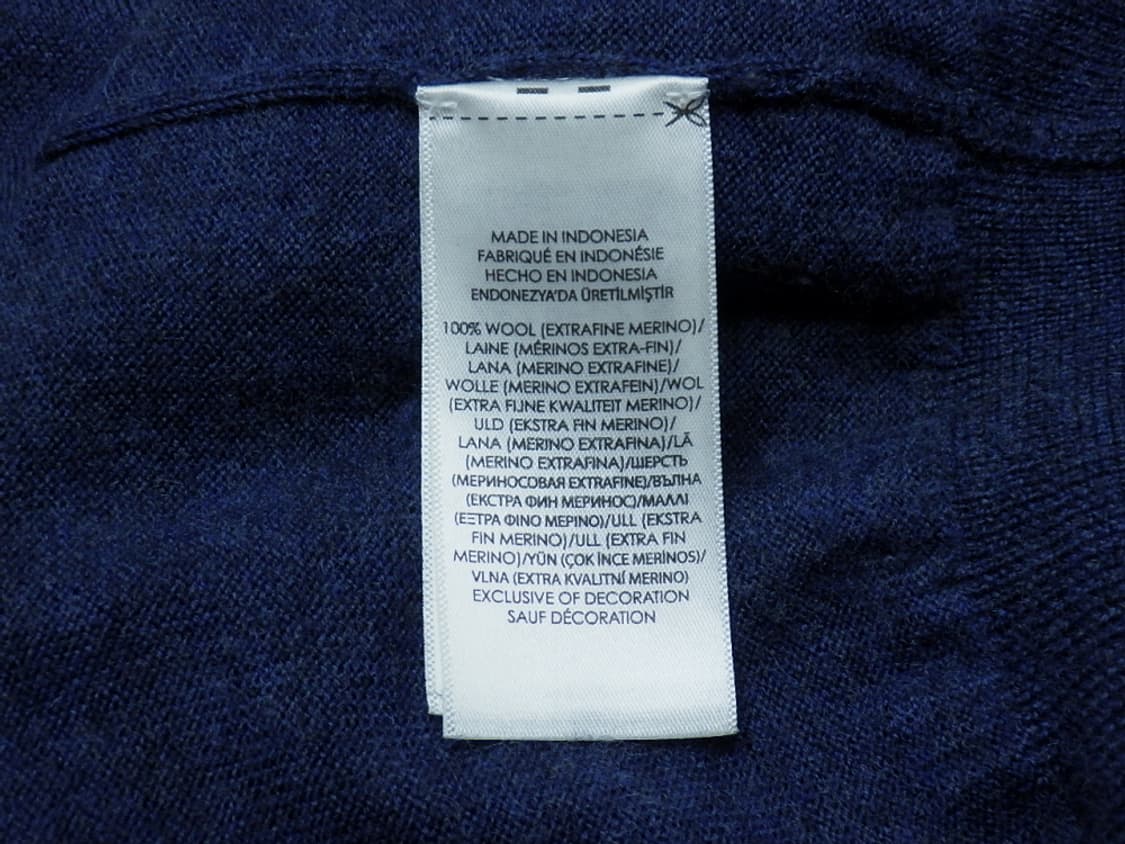 MADE IN INDONESIA
FABRIQUÉ EN INDONÉSIE
HECHO EN INDONESIA
ENDONEZYA'DA ÜRETİLMİŞTİR
100% WOOL (EXTRAFINE MERINO)/
LAINE (MÉRINOS EXTRA-FIN)/
LANA (MERINO EXTRAFINE)/
WOLLE (MERINO EXTRAFEIN)/WOL
(EXTRA FIJNE KWALITEIT MERINO)/
ULD (EKSTRA FIN MERINO)/
LANA (MERINO EXTRAFINA)/LÃ
(MERINO EXTRAFINA)/ШЕРСТЬ
(МЕРИНОСОВАЯ EXTRAFINE)/ВЪЛНА
(ЕКСТРА ФИН МЕРИНОС)/ΜΑΛΛΙ
(ΕΞΤΡΑ ΦΙΝΟ ΜΕΡΙΝΟ)/ULL (EKSTRA
FIN MERINO)/ULL (EXTRA FIN
MERINO)/YÜN (ÇOK İNCE MERİNOS)/
VLNA (EXTRA KVALITNÍ MERINO)
EXCLUSIVE OF DECORATION
SAUF DÉCORATION